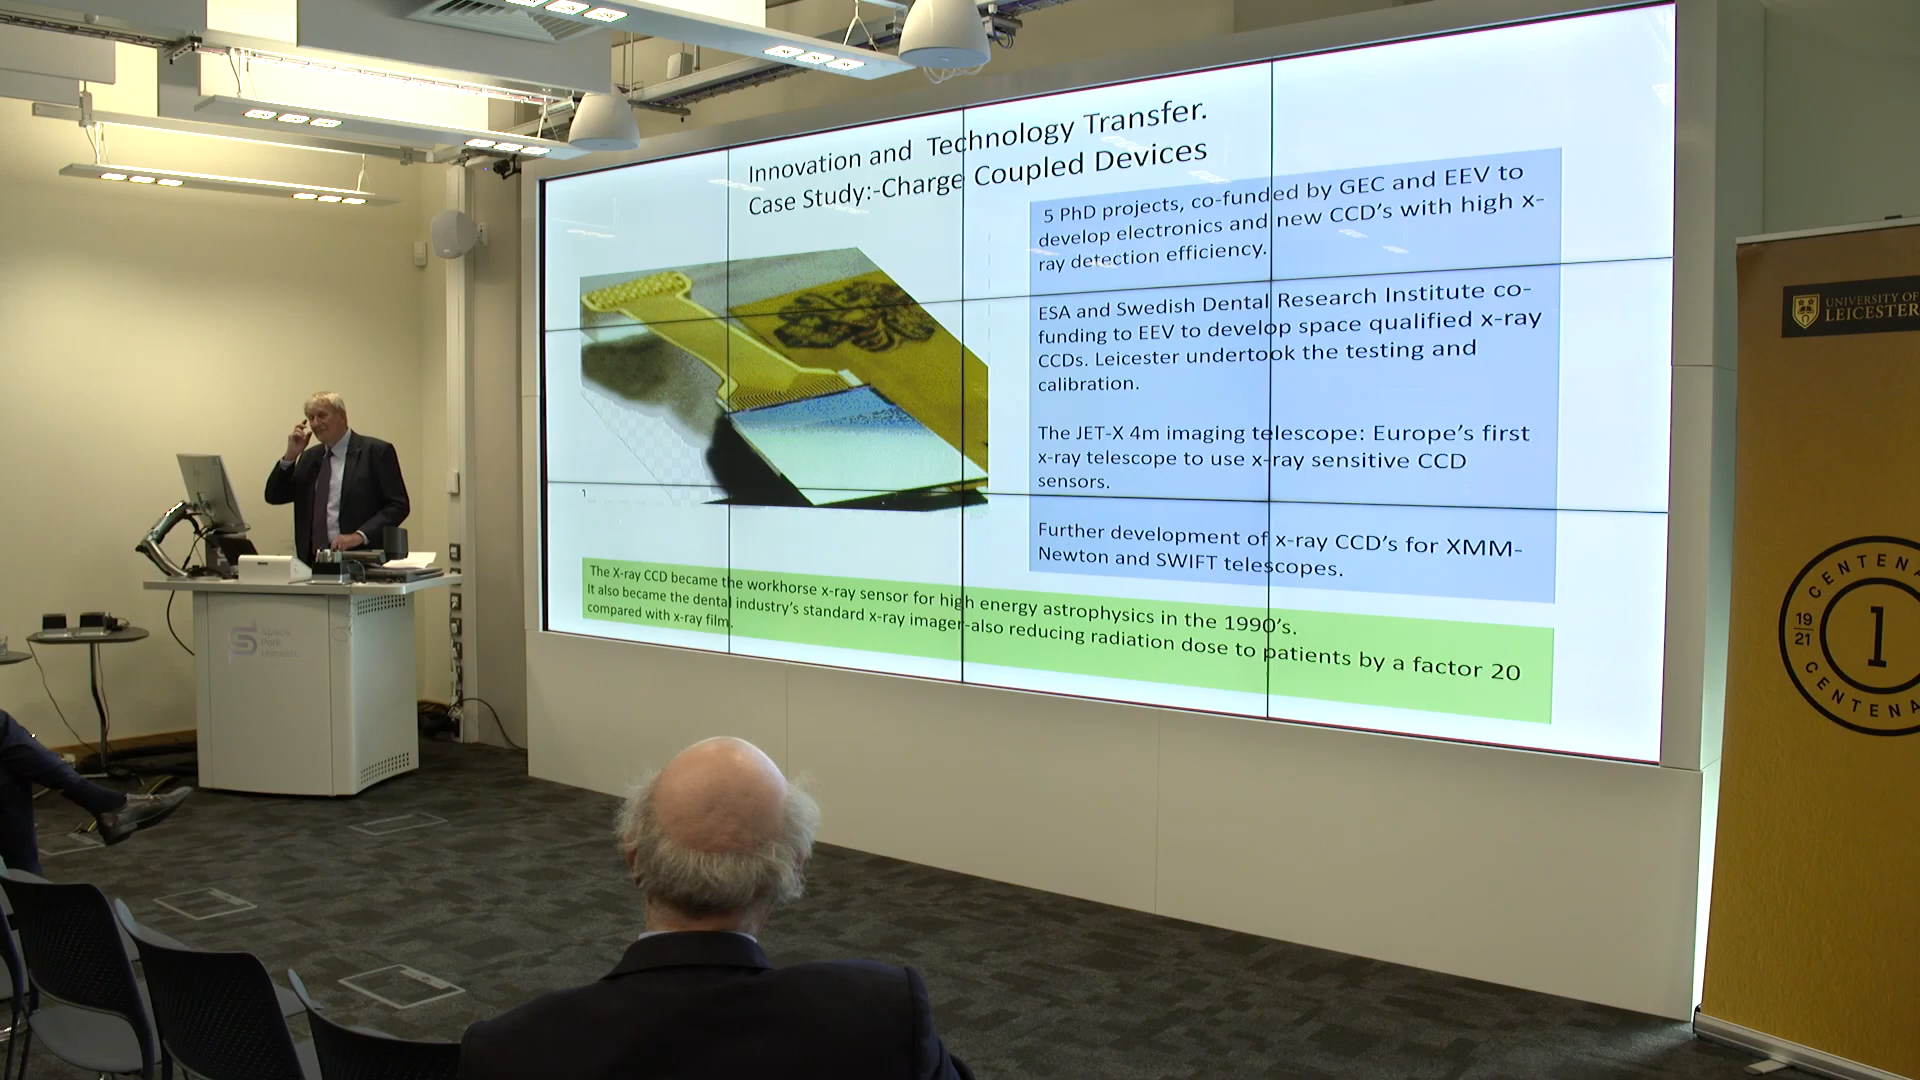 Innovation and Technology Transfer.
Case Study:-Charge Coupled Devices
5 PhD projects, co-funded by GEC and EEV to
develop electronics and new CCD's with high x-
ray detection efficiency.
ESA and Swedish Dental Research Institute co-
funding to EEV to develop space qualified x-ray
CCDs. Leicester undertook the testing and
calibration.
The JET-X 4m imaging telescope: Europe's first
x-ray telescope to use x-ray sensitive CCD
sensors.
Further development of x-ray CCD's for XMM-
Newton and SWIFT telescopes.
1
The X-ray CCD became the workhorse x-ray sensor for high energy astrophysics in the 1990's.
It also became the dental industry's standard x-ray imager-also reducing radiation dose to patients by a factor 20
compared with x-ray film.
Space
Park
Leicester
UNIVERSITY OF
LEICESTER
CENTENA
19
21
1
CENTENA